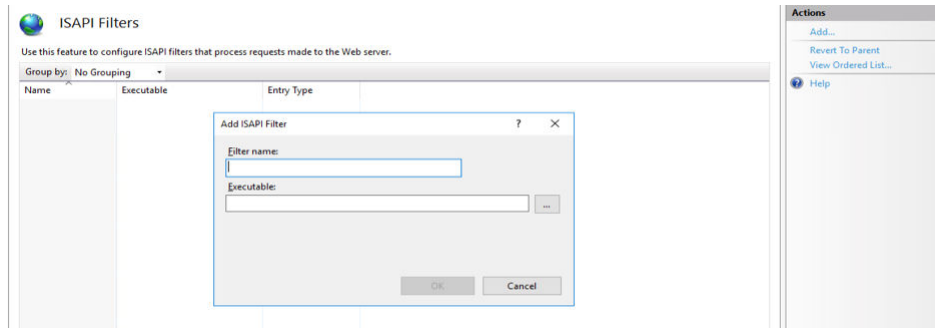 ISAPI Filters
Use this feature to configure ISAPI filters that process requests made to the Web server.
Group by: No Grouping
Name Executable Entry Type
Add ISAPI Filter ? ×
Filter name:
Executable:
...
OK Cancel
Actions
Add...
Revert To Parent
View Ordered List...
Help